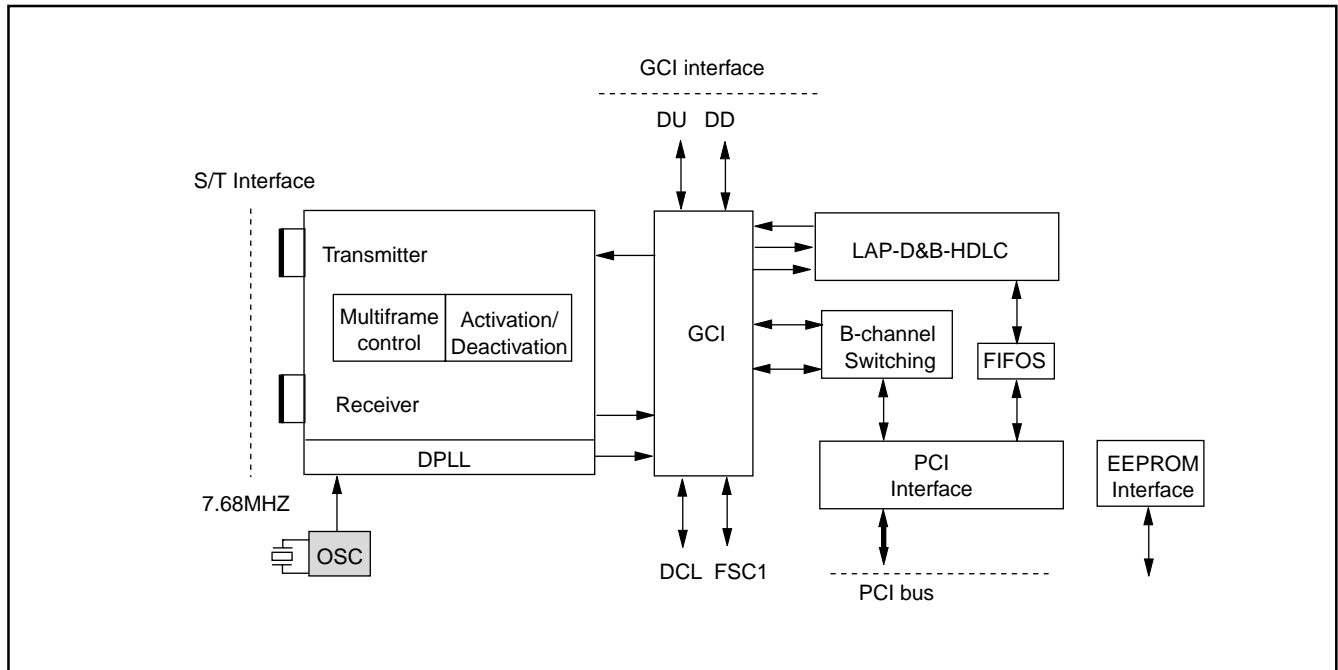 GCI interface
DU DD
S/T Interface
Transmitter
LAP-D&B-HDLC
Multiframe
control
Activation/
Deactivation
GCI
B-channel
Switching
FIFOS
Receiver
DPLL
PCI
Interface
EEPROM
Interface
7.68MHZ
OSC
DCL FSC1
PCI bus